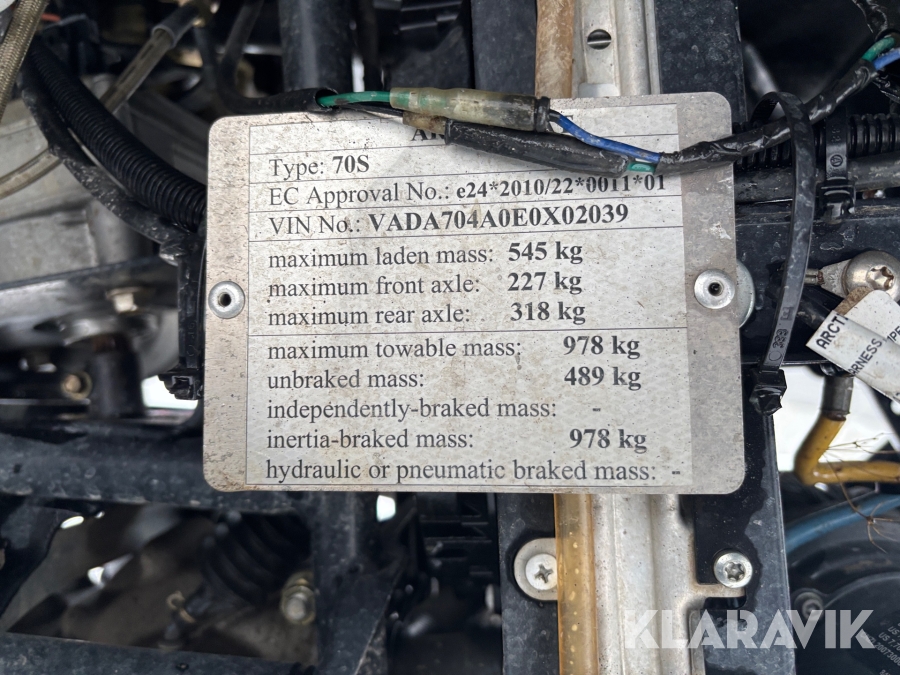 Type: 70S
EC Approval No.: e24*2010/22*0011*01
VIN No.: VADA704A0E0X02039
maximum laden mass: 545 kg
maximum front axle: 227 kg
maximum rear axle: 318 kg
maximum towable mass: 978 kg
unbraked mass: 489 kg
independently-braked mass: -
inertia-braked mass: 978 kg
hydraulic or pneumatic braked mass: -
KLARAVIK